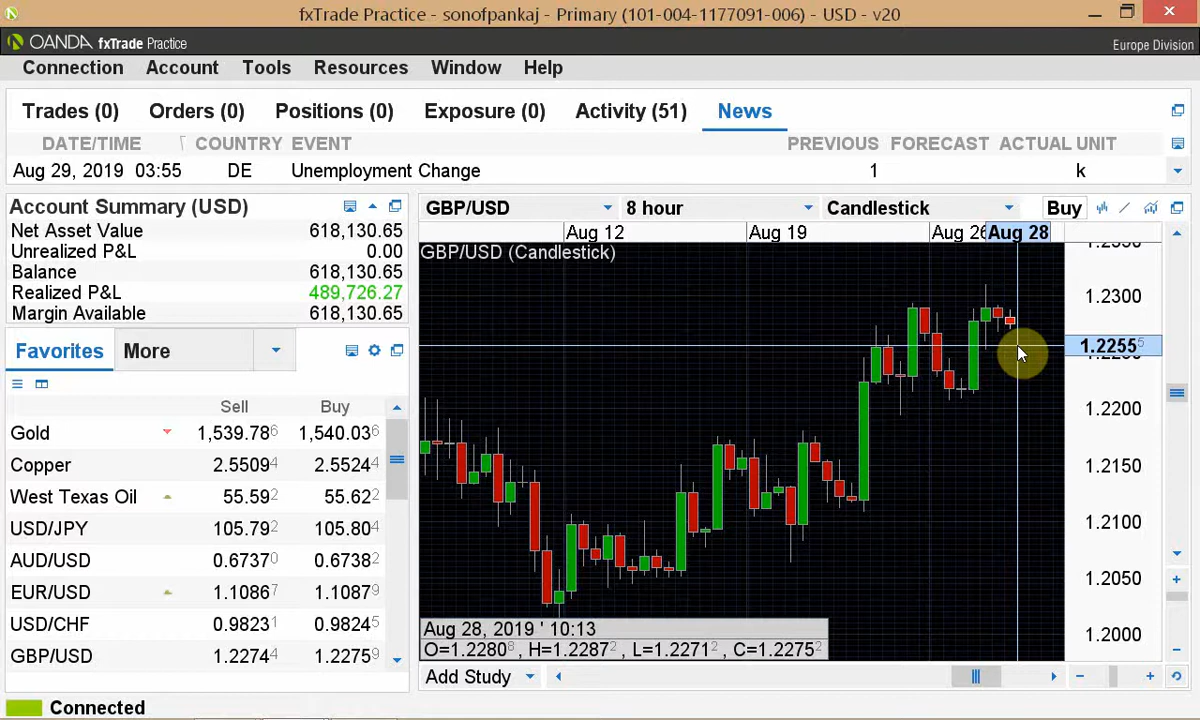 fxTrade Practice - sonofpankaj - Primary (101-004-1177091-006) - USD - v20
OANDA fxTrade Practice
Europe Division
Connection Account Tools Resources Window Help
Trades (0) Orders (0) Positions (0) Exposure (0) Activity (51) News
DATE/TIME COUNTRY EVENT PREVIOUS FORECAST ACTUAL UNIT
Aug 29, 2019 03:55 DE Unemployment Change 1 k
Account Summary (USD)
Net Asset Value 618,130.65
Unrealized P&L 0.00
Balance 618,130.65
Realized P&L 489,726.27
Margin Available 618,130.65
Favorites More
Sell Buy
Gold 1,539.786 1,540.036
Copper 2.55094 2.55244
West Texas Oil 55.592 55.622
USD/JPY 105.792 105.804
AUD/USD 0.67370 0.67382
EUR/USD 1.10867 1.10879
USD/CHF 0.98231 0.98245
GBP/USD 1.22744 1.22759
GBP/USD 8 hour Candlestick Buy
Aug 12 Aug 19 Aug 26 Aug 28
GBP/USD (Candlestick)
1.2300
1.22555
1.2200
1.2150
1.2100
1.2050
1.2000
Aug 28, 2019 ' 10:13
O=1.22808 , H=1.22872 , L=1.22712 , C=1.22752
Add Study
Connected